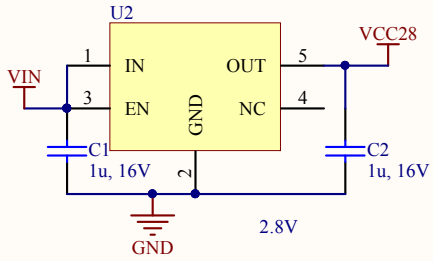 U2
VCC28
1 IN OUT 5
VIN
3 EN NC 4
GND
C1
1u, 16V
2
C2
1u, 16V
GND
2.8V